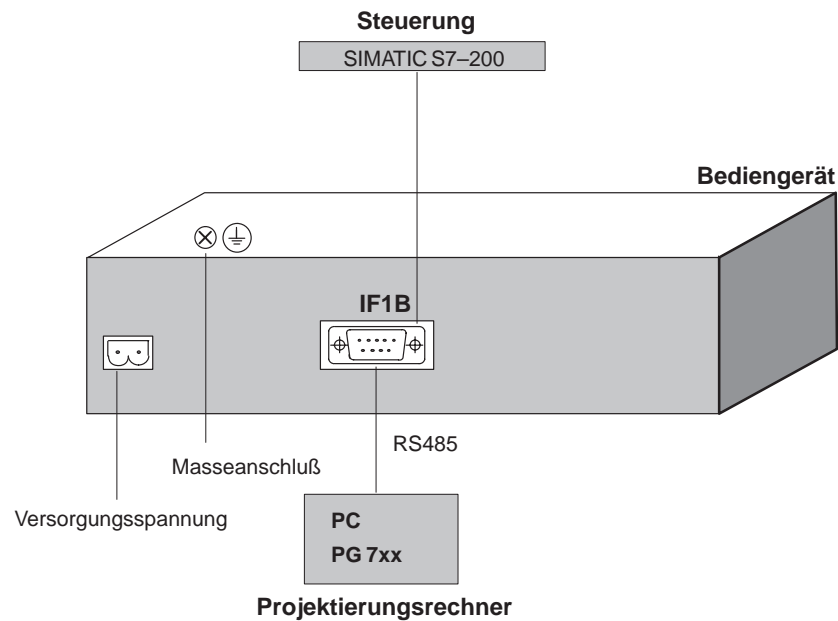 Steuerung
SIMATIC S7–200
Bediengerät
IF1B
RS485
Masseanschluß
Versorgungsspannung
PC
PG 7xx
Projektierungsrechner